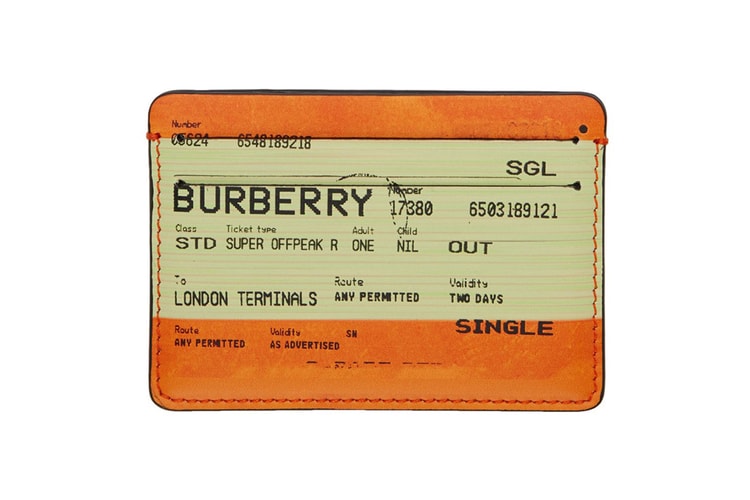 Number
05624 6548189218
SGL
BURBERRY
Number
17380 6503189121
Class Ticket type Adult Child
STD SUPER OFFPEAK R ONE NIL OUT
To Route Validity
LONDON TERMINALS ANY PERMITTED TWO DAYS
SINGLE
Route Validity SN
ANY PERMITTED AS ADVERTISED